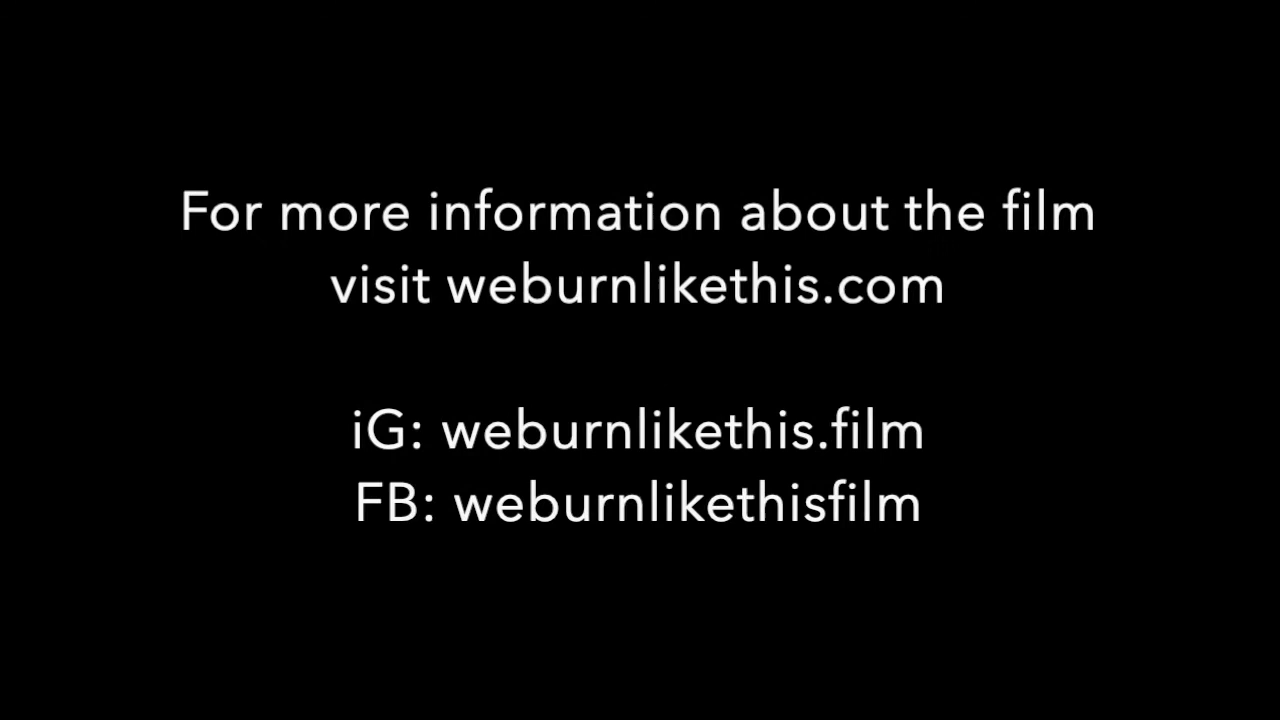 For more information about the film
visit weburnlikethis.com
iG: weburnlikethis.film
FB: weburnlikethisfilm